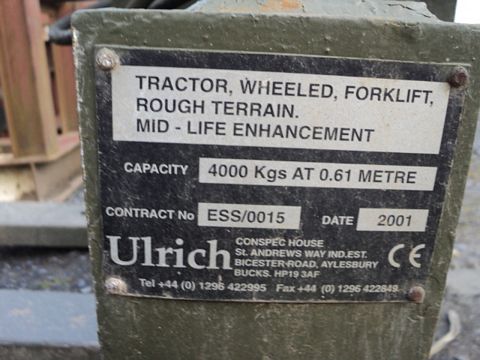 TRACTOR, WHEELED, FORKLIFT,
ROUGH TERRAIN.
MID - LIFE ENHANCEMENT
CAPACITY 4000 Kgs AT 0.61 METRE
CONTRACT No ESS/0015 DATE 2001
Ulrich CONSPEC HOUSE
St. ANDREWS WAY IND.EST.
BICESTER-ROAD, AYLESBURY
BUCKS. HP19 3AF
CE
Tel +44 (0) 1296 422995 Fax +44 (0) 1296 422849